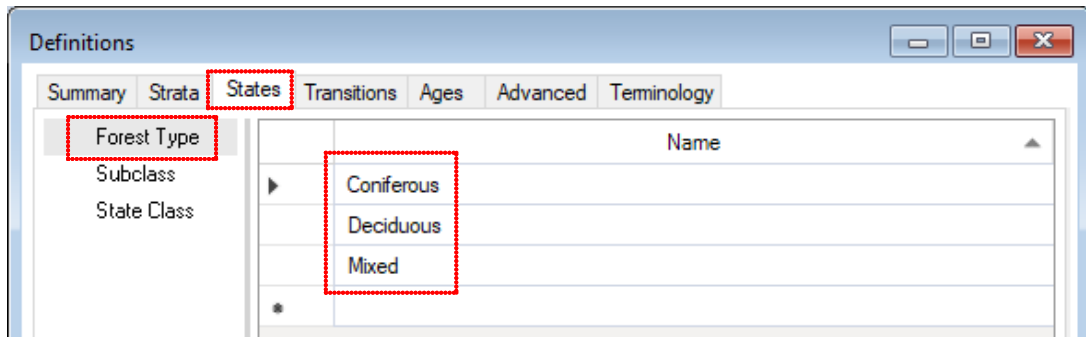 Definitions
Summary Strata States Transitions Ages Advanced Terminology
Forest Type
Subclass
State Class
Name
Coniferous
Deciduous
Mixed